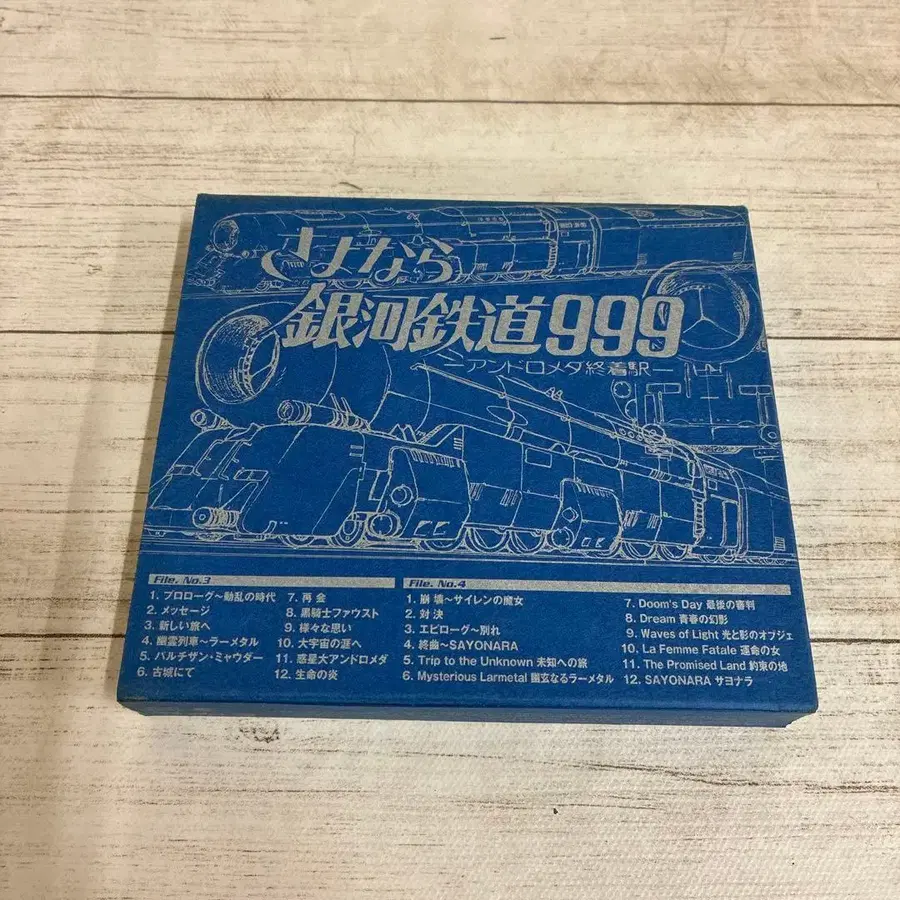 さよなら
銀河鉄道999
―アンドロメダ終着駅―
File. No.3
1. プロローグ～動乱の時代
2. メッセージ
3. 新しい旅へ
4. 幽霊列車～ラーメタル
5. パルチザン・ミャウダー
6. 古城にて
7. 再会
8. 黒騎士ファウスト
9. 様々な思い
10. 大宇宙の涯へ
11. 惑星大アンドロメダ
12. 生命の炎
File. No.4
1. 崩壊～サイレンの魔女
2. 対決
3. エピローグ～別れ
4. 終曲～SAYONARA
5. Trip to the Unknown 未知への旅
6. Mysterious Larmetal 幽玄なるラーメタル
7. Doom's Day 最後の審判
8. Dream 青春の幻影
9. Waves of Light 光と影のオブジェ
10. La Femme Fatale 運命の女
11. The Promised Land 約束の地
12. SAYONARA サヨナラ